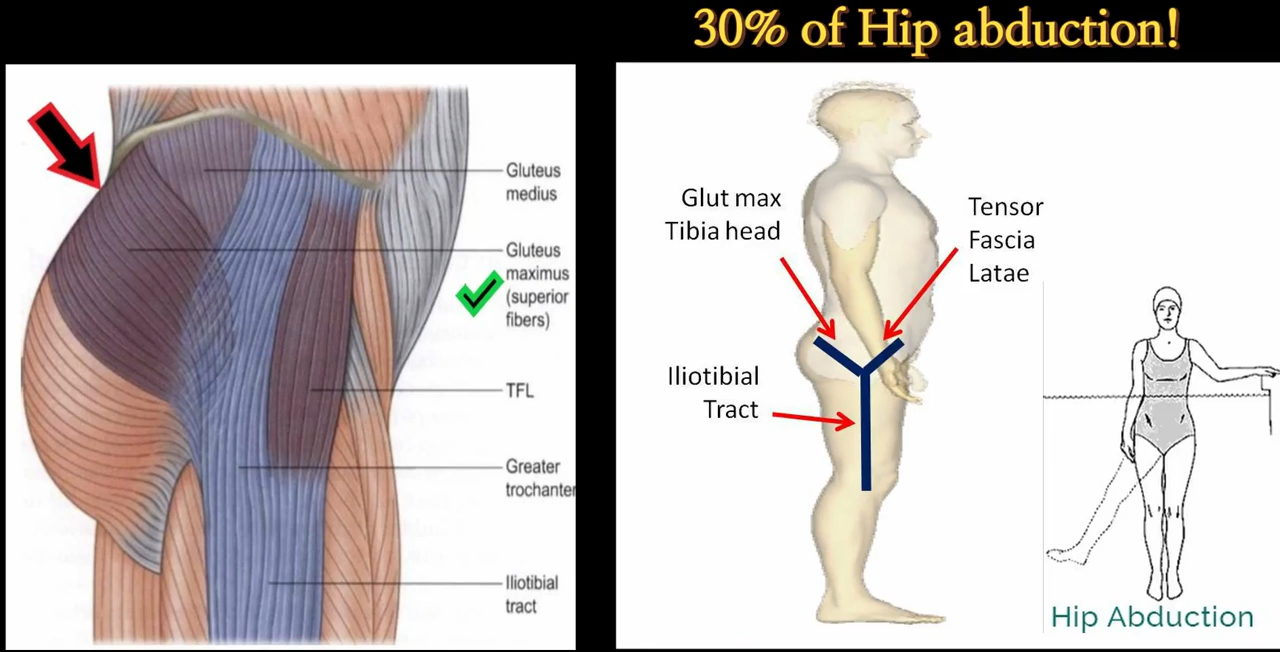 30% of Hip abduction!
Gluteus
medius
Gluteus
maximus
(superior
fibers)
TFL
Greater
trochanter
Iliotibial
tract
Glut max
Tibia head
Tensor
Fascia
Latae
Iliotibial
Tract
Hip Abduction